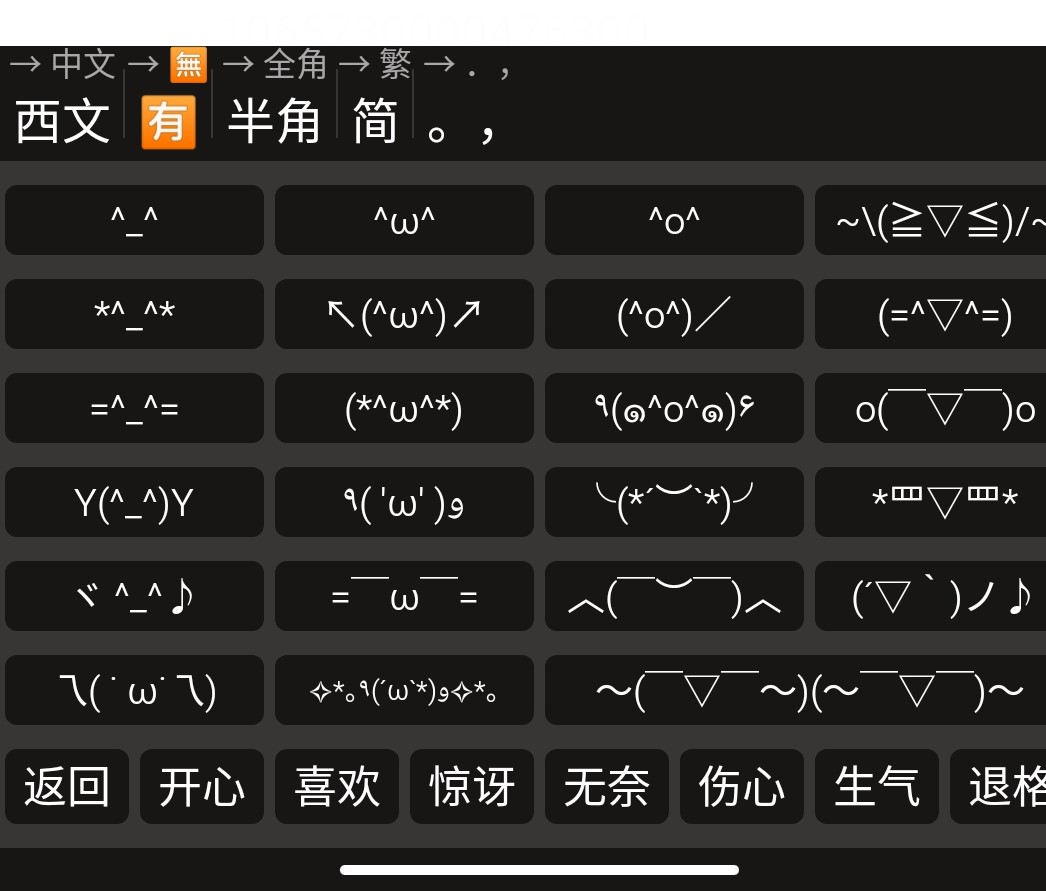 → 中文 → 🈚 → 全角 → 繁 → ．，
西文 🈶 半角 简 。，
^_^ ^ω^ ^o^ ~\(≧▽≦)/~
*^_^* ↖(^ω^)↗ (^o^)／ (=^▽^=)
=^_^= (*^ω^*) ٩(๑^o^๑)۶ o(￣▽￣)o
Y(^_^)Y ٩( 'ω' )و ╰(*´︶`*)╯ *罒▽罒*
ヾ ^_^♪ =￣ω￣= ︿(￣︶￣)︿ (´▽｀)ノ♪
⺄( ˙ ω˙ ⺄) ✧*｡٩(ˊωˋ*)و✧*｡ ～(￣▽￣～)(～￣▽￣)～
返回 开心 喜欢 惊讶 无奈 伤心 生气 退格